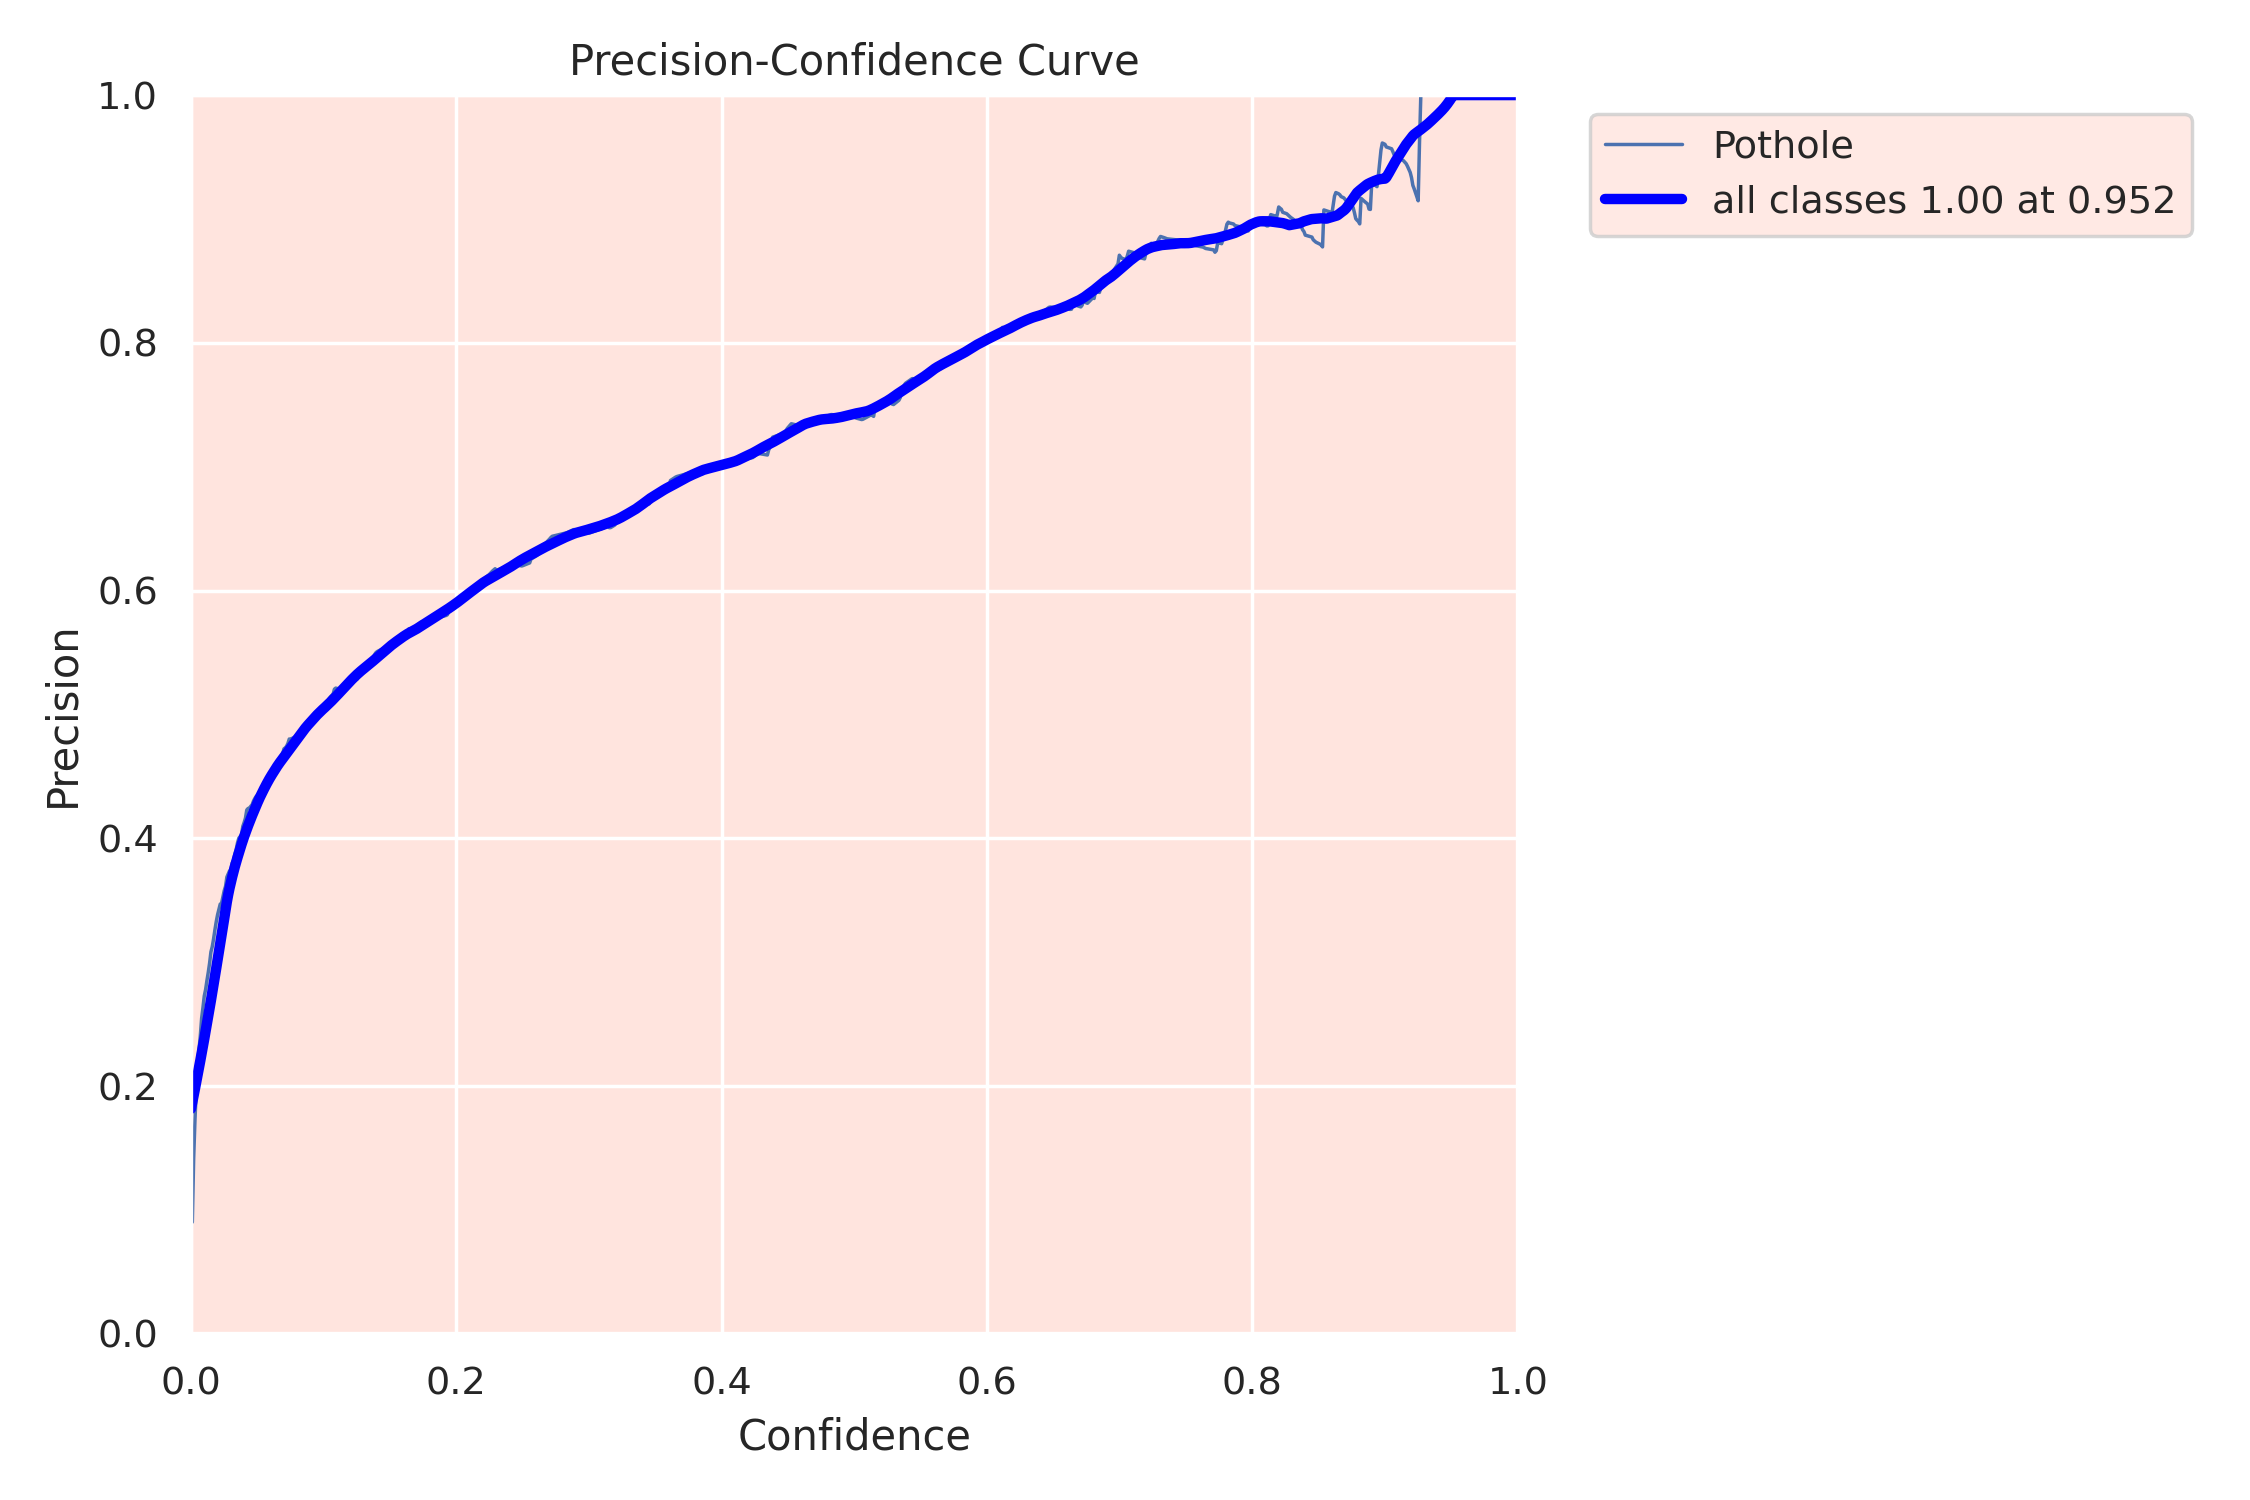 Precision-Confidence Curve
1.0
0.8
0.6
0.4
0.2
0.0
Precision
0.0 0.2 0.4 0.6 0.8 1.0
Confidence
Pothole
all classes 1.00 at 0.952